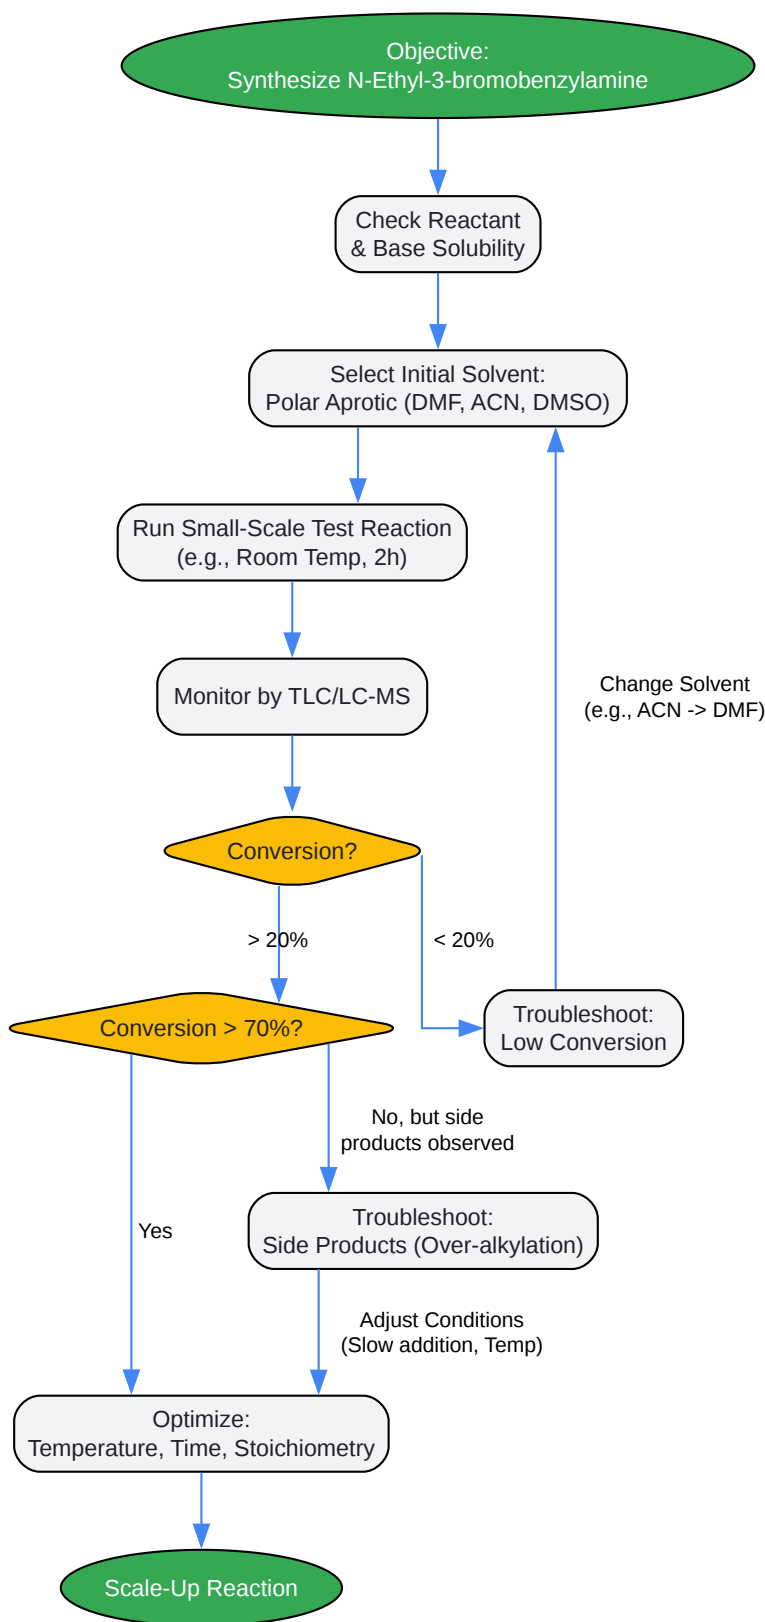 Objective:
Synthesize N-Ethyl-3-bromobenzylamine
Check Reactant
& Base Solubility
Select Initial Solvent:
Polar Aprotic (DMF, ACN, DMSO)
Run Small-Scale Test Reaction
(e.g., Room Temp, 2h)
Monitor by TLC/LC-MS
Change Solvent
(e.g., ACN -> DMF)
Conversion?
> 20%
< 20%
Conversion > 70%?
Troubleshoot:
Low Conversion
No, but side
products observed
Yes
Troubleshoot:
Side Products (Over-alkylation)
Adjust Conditions
(Slow addition, Temp)
Optimize:
Temperature, Time, Stoichiometry
Scale-Up Reaction